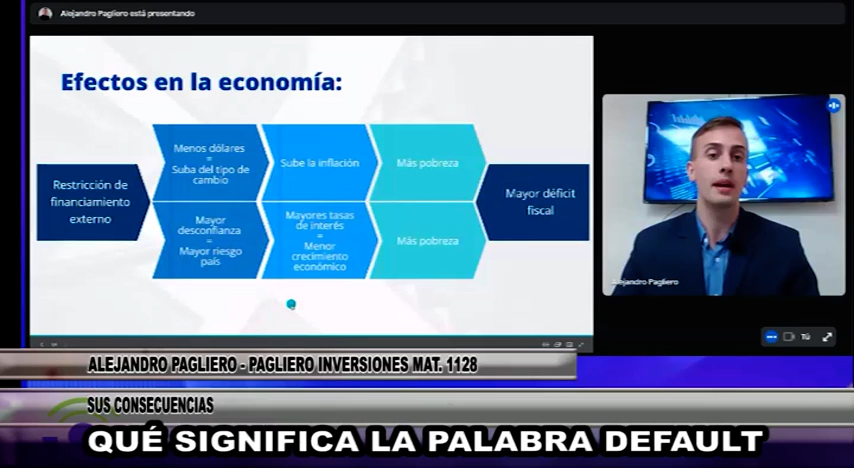 Alejandro Pagliero está presentando
Efectos en la economía:
Restricción de
financiamiento
externo
Menos dólares
=
Suba del tipo de
cambio
Sube la inflación
Más pobreza
Mayor
desconfianza
=
Mayor riesgo
país
Mayores tasas
de interés
=
Menor
crecimiento
económico
Más pobreza
Mayor déficit
fiscal
Alejandro Pagliero
Tú
ALEJANDRO PAGLIERO - PAGLIERO INVERSIONES MAT. 1128
SUS CONSECUENCIAS
QUÉ SIGNIFICA LA PALABRA DEFAULT